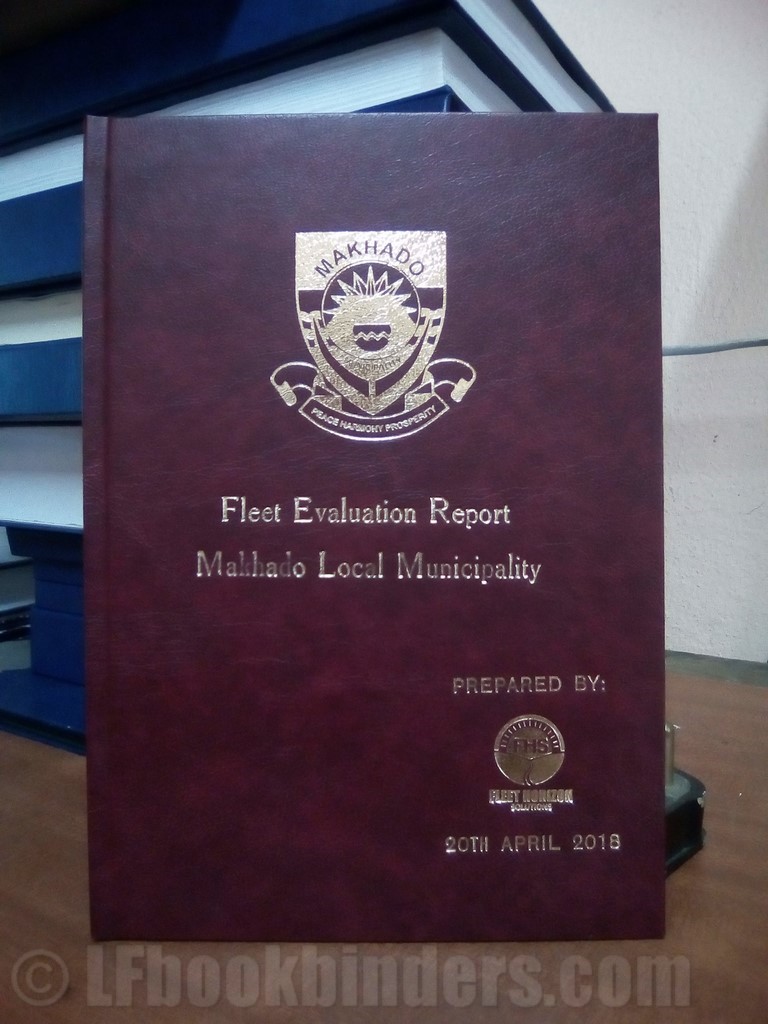 MAKHADO
MUNICIPALITY
PEACE HARMONY PROSPERITY
Fleet Evaluation Report
Makhado Local Municipality
PREPARED BY:
FHS
FLEET HORIZON
SOLUTIONS
20TH APRIL 2018
© LFbookbinders.com